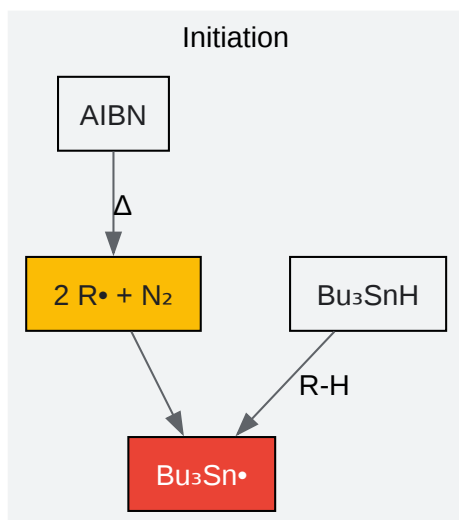 Initiation
AIBN
Δ
2 R• + N₂
Bu₃SnH
R-H
Bu₃Sn•